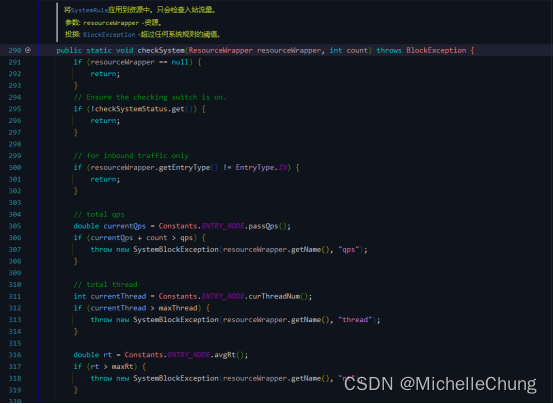 将SystemRule应用到资源中。只会检查入站流量。
参数: resourceWrapper -资源。
投掷: BlockException -超过任何系统规则的阈值。
290 @ public static void checkSystem(ResourceWrapper resourceWrapper, int count) throws BlockException {
291 if (resourceWrapper == null) {
292 return;
293 }
294 // Ensure the checking switch is on.
295 if (!checkSystemStatus.get()) {
296 return;
297 }
298
299 // for inbound traffic only
300 if (resourceWrapper.getEntryType() != EntryType.IN) {
301 return;
302 }
303
304 // total qps
305 double currentQps = Constants.ENTRY_NODE.passQps();
306 if (currentQps + count > qps) {
307 throw new SystemBlockException(resourceWrapper.getName(), "qps");
308 }
309
310 // total thread
311 int currentThread = Constants.ENTRY_NODE.curThreadNum();
312 if (currentThread > maxThread) {
313 throw new SystemBlockException(resourceWrapper.getName(), "thread");
314 }
315
316 double rt = Constants.ENTRY_NODE.avgRt();
317 if (rt > maxRt) {
318 throw new SystemBlockException(resourceWrapper.getName(), "rt");
319 }
320
CSDN @MichelleChung